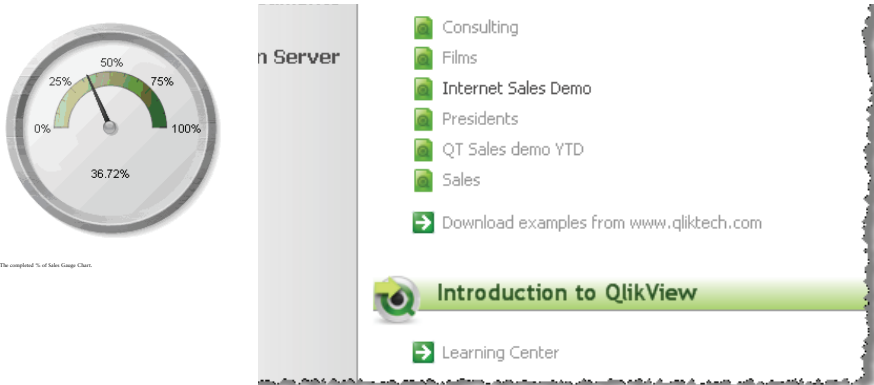 50%
25%
75%
0%
100%
36.72%
The completed % of Sales Gauge Chart.
n Server
Consulting
Films
Internet Sales Demo
Presidents
QT Sales demo YTD
Sales
Download examples from www.qliktech.com
Introduction to QlikView
Learning Center